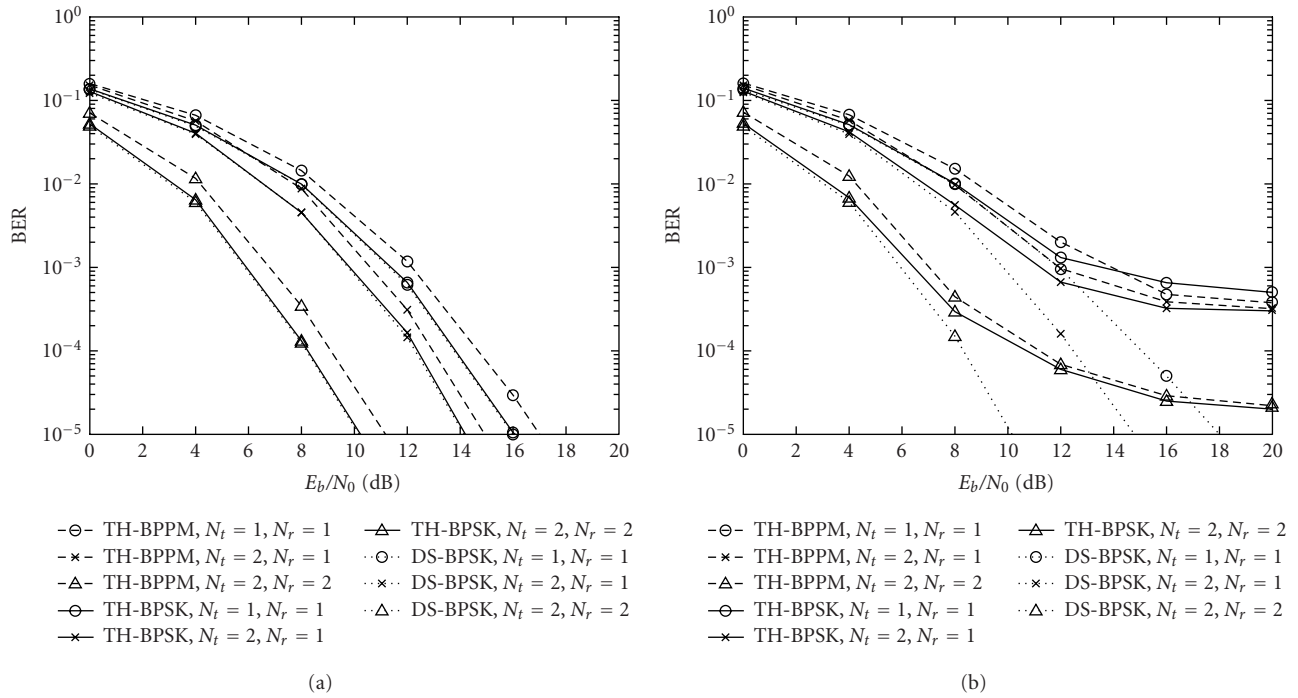 10^0
10^-1
10^-2
10^-3
10^-4
10^-5
BER
0 2 4 6 8 10 12 14 16 18 20
E_b/N_0 (dB)
TH-BPPM, N_t = 1, N_r = 1
TH-BPPM, N_t = 2, N_r = 1
TH-BPPM, N_t = 2, N_r = 2
TH-BPSK, N_t = 1, N_r = 1
TH-BPSK, N_t = 2, N_r = 1
TH-BPSK, N_t = 2, N_r = 2
DS-BPSK, N_t = 1, N_r = 1
DS-BPSK, N_t = 2, N_r = 1
DS-BPSK, N_t = 2, N_r = 2
(a)
10^0
10^-1
10^-2
10^-3
10^-4
10^-5
BER
0 2 4 6 8 10 12 14 16 18 20
E_b/N_0 (dB)
TH-BPPM, N_t = 1, N_r = 1
TH-BPPM, N_t = 2, N_r = 1
TH-BPPM, N_t = 2, N_r = 2
TH-BPSK, N_t = 1, N_r = 1
TH-BPSK, N_t = 2, N_r = 1
TH-BPSK, N_t = 2, N_r = 2
DS-BPSK, N_t = 1, N_r = 1
DS-BPSK, N_t = 2, N_r = 1
DS-BPSK, N_t = 2, N_r = 2
(b)